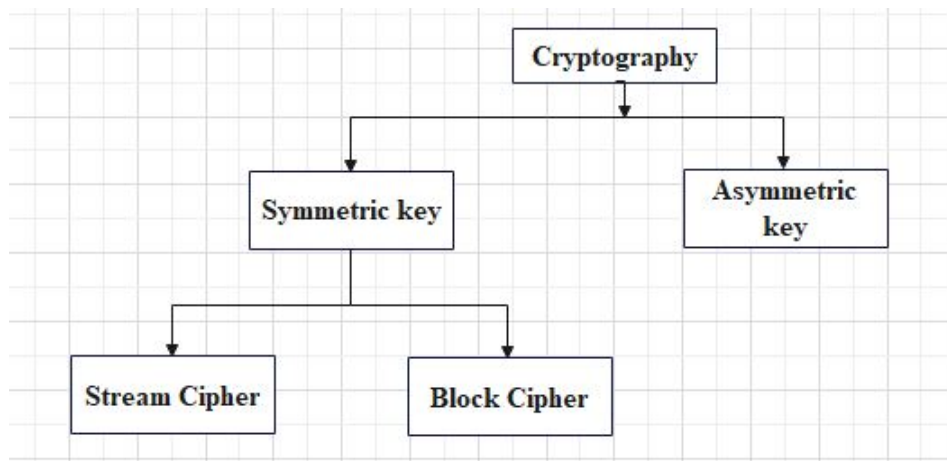 Cryptography
Symmetric key
Asymmetric
key
Stream Cipher
Block Cipher